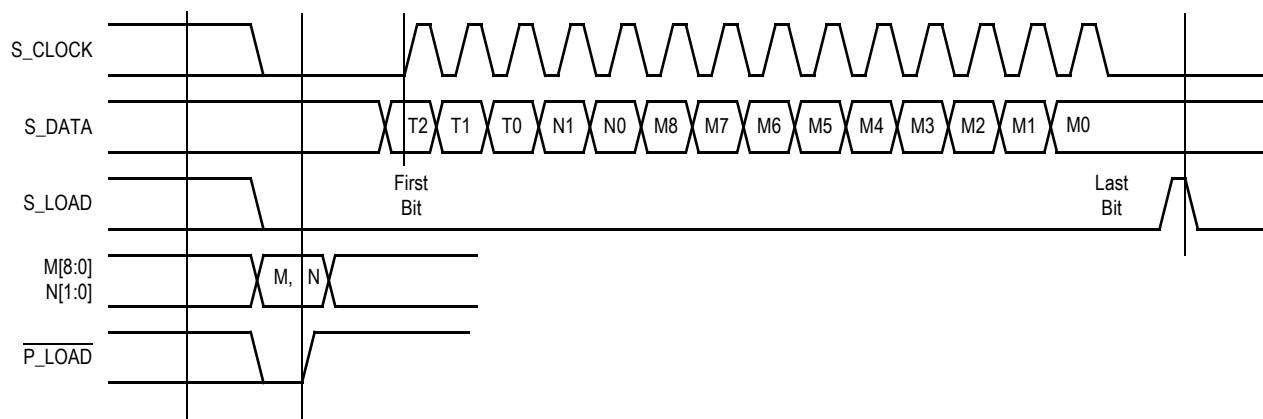 S_CLOCK
S_DATA
T2 T1 T0 N1 N0 M8 M7 M6 M5 M4 M3 M2 M1 M0
First
Bit
Last
Bit
S_LOAD
M[8:0]
N[1:0]
M, N
P_LOAD